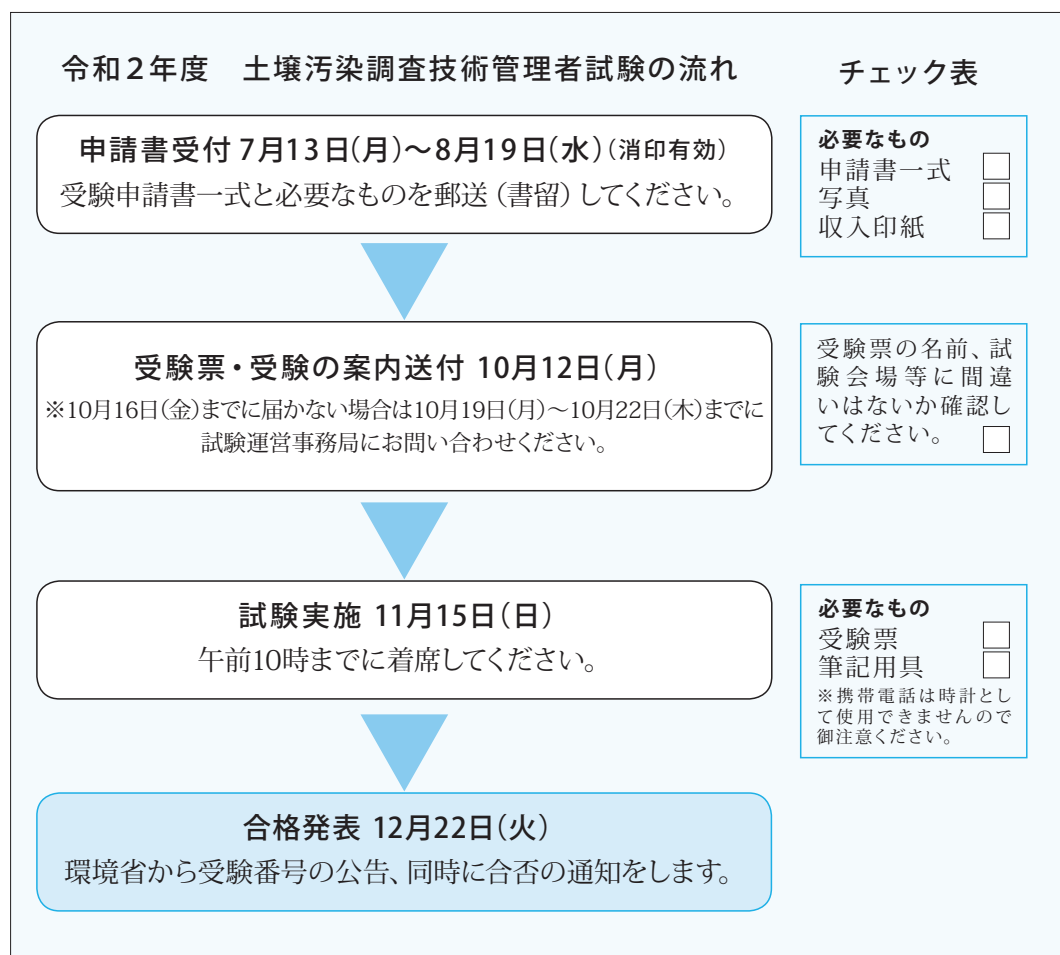 令和2年度　土壌汚染調査技術管理者試験の流れ
チェック表
申請書受付 7月13日(月)～8月19日(水)(消印有効)
受験申請書一式と必要なものを郵送（書留）してください。
必要なもの
申請書一式
写真
収入印紙
受験票・受験の案内送付 10月12日(月)
※10月16日(金)までに届かない場合は10月19日(月)～10月22日(木)までに
試験運営事務局にお問い合わせください。
受験票の名前、試
験会場等に間違
いはないか確認し
てください。
試験実施 11月15日(日)
午前10時までに着席してください。
必要なもの
受験票
筆記用具
※携帯電話は時計とし
て使用できませんので
御注意ください。
合格発表 12月22日(火)
環境省から受験番号の公告、同時に合否の通知をします。